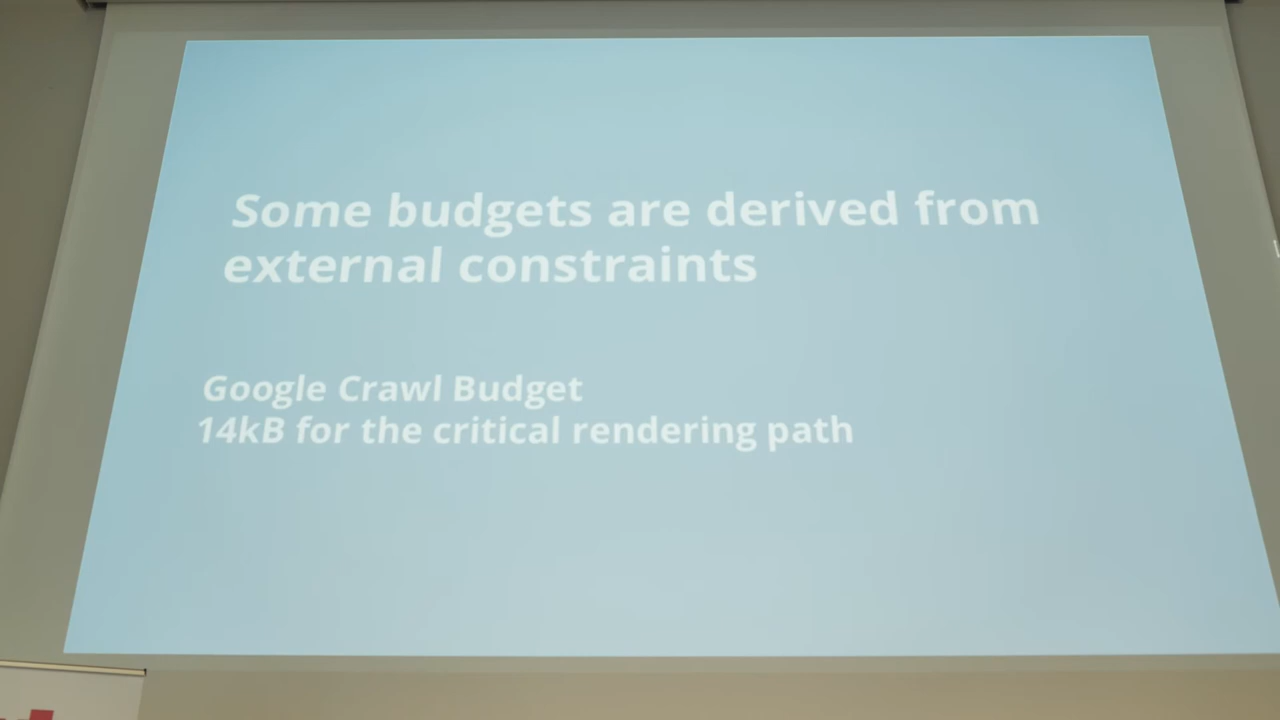 Some budgets are derived from
external constraints
Google Crawl Budget
14kB for the critical rendering path